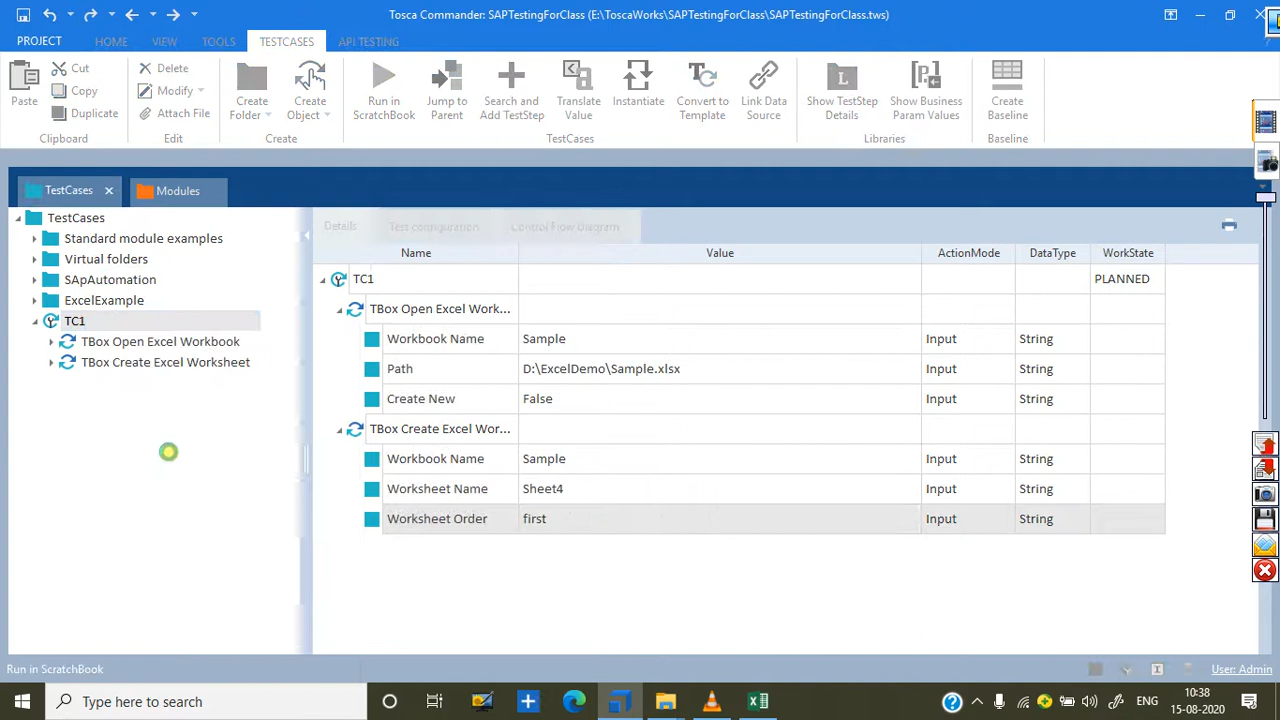 Tosca Commander: SAPTestingForClass (E:\ToscaWorks\SAPTestingForClass\SAPTestingForClass.tws)
PROJECT HOME VIEW TOOLS TESTCASES API TESTING
Paste Cut Copy Duplicate Delete Modify Attach File Create Folder Create Object Run in ScratchBook Jump to Parent Search and Add TestStep Translate Value Instantiate Convert to Template Link Data Source Show TestStep Details Show Business Param Values Create Baseline
Clipboard Edit Create TestCases Libraries Baseline
TestCases Modules
TestCases
Standard module examples
Virtual folders
SApAutomation
ExcelExample
TC1
TBox Open Excel Workbook
TBox Create Excel Worksheet
Details Test configuration Control Flow Diagram
Name Value ActionMode DataType WorkState
TC1 PLANNED
TBox Open Excel Work...
Workbook Name Sample Input String
Path D:\ExcelDemo\Sample.xlsx Input String
Create New False Input String
TBox Create Excel Wor...
Workbook Name Sample Input String
Worksheet Name Sheet4 Input String
Worksheet Order first Input String
Run in ScratchBook User: Admin
Type here to search ENG 10:38
15-08-2020